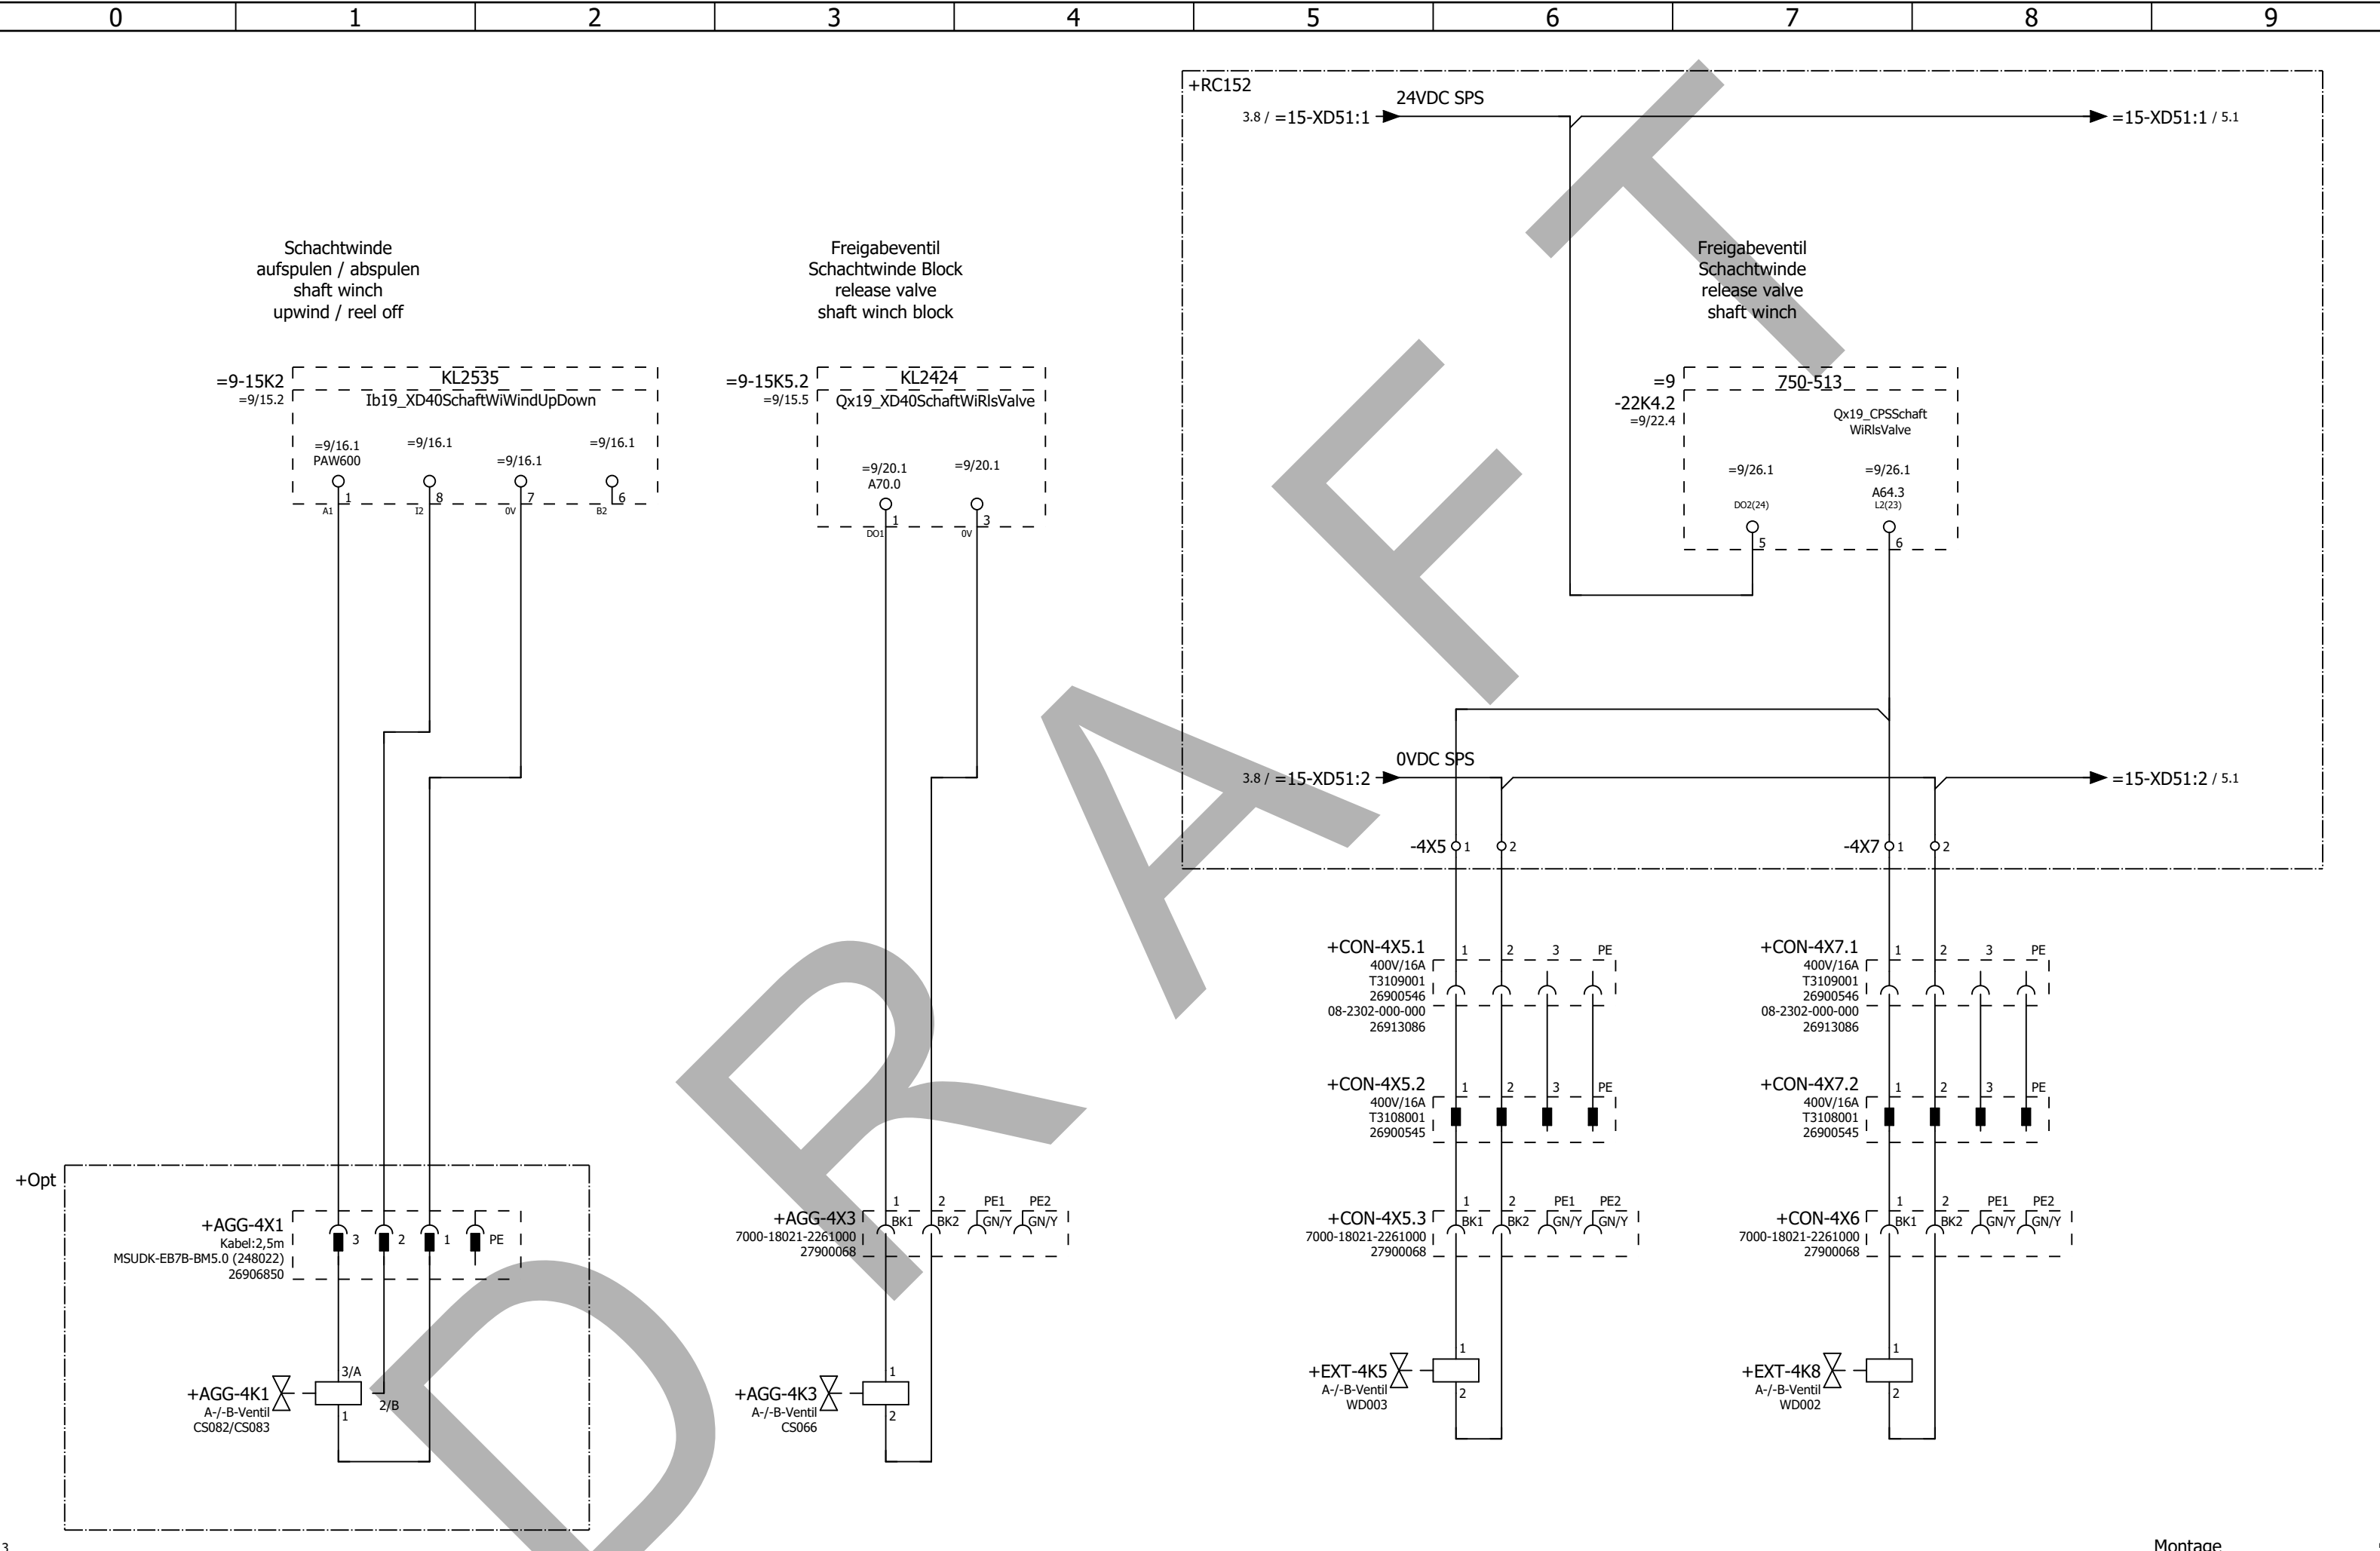 0 1 2 3 4 5 6 7 8 9
+RC152
24VDC SPS
3.8 / =15-XD51:1
=15-XD51:1 / 5.1
Schachtwinde
aufspulen / abspulen
shaft winch
upwind / reel off
Freigabeventil
Schachtwinde Block
release valve
shaft winch block
Freigabeventil
Schachtwinde
release valve
shaft winch
=9-15K2
=9/15.2
KL2535
Ib19_XD40SchaftWiWindUpDown
=9/16.1
PAW600
=9/16.1
=9/16.1
=9/16.1
1 8 7 6
A1 I2 0V B2
=9-15K5.2
=9/15.5
KL2424
Qx19_XD40SchaftWiRlsValve
=9/20.1
A70.0
=9/20.1
1 3
DO1 0V
=9
-22K4.2
=9/22.4
750-513
Qx19_CPSSchaft
WiRlsValve
=9/26.1
DO2(24)
=9/26.1
A64.3
L2(23)
5 6
0VDC SPS
3.8 / =15-XD51:2
=15-XD51:2 / 5.1
-4X5 1 2
-4X7 1 2
+CON-4X5.1
400V/16A
T3109001
26900546
08-2302-000-000
26913086
1 2 3 PE
+CON-4X7.1
400V/16A
T3109001
26900546
08-2302-000-000
26913086
1 2 3 PE
+CON-4X5.2
400V/16A
T3108001
26900545
1 2 3 PE
+CON-4X7.2
400V/16A
T3108001
26900545
1 2 3 PE
+Opt
+AGG-4X1
Kabel:2,5m
MSUDK-EB7B-BM5.0 (248022)
26906850
3 2 1 PE
+AGG-4X3
7000-18021-2261000
27900068
1 2 PE1 PE2
BK1 BK2 GN/Y GN/Y
+CON-4X5.3
7000-18021-2261000
27900068
1 2 PE1 PE2
BK1 BK2 GN/Y GN/Y
+CON-4X6
7000-18021-2261000
27900068
1 2 PE1 PE2
BK1 BK2 GN/Y GN/Y
+AGG-4K1
A-/-B-Ventil
CS082/CS083
3/A
1
2/B
+AGG-4K3
A-/-B-Ventil
CS066
1
2
+EXT-4K5
A-/-B-Ventil
WD003
1
2
+EXT-4K8
A-/-B-Ventil
WD002
1
2
DRAFT
3
Montage